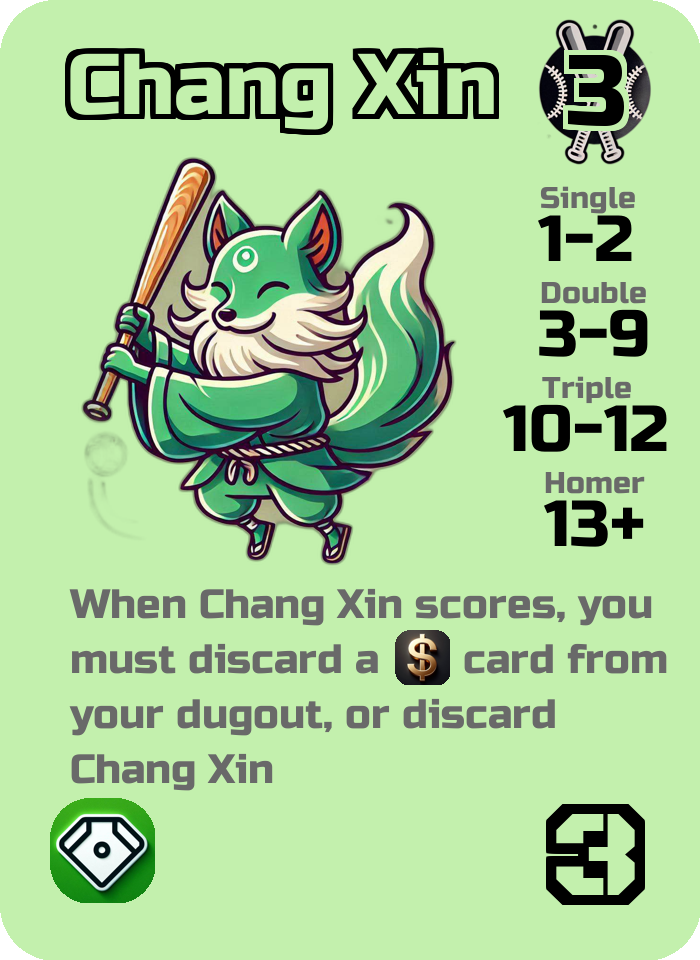 Chang Xin
3
Single
1-2
Double
3-9
Triple
10-12
Homer
13+
When Chang Xin scores, you
must discard a $ card from
your dugout, or discard
Chang Xin
3